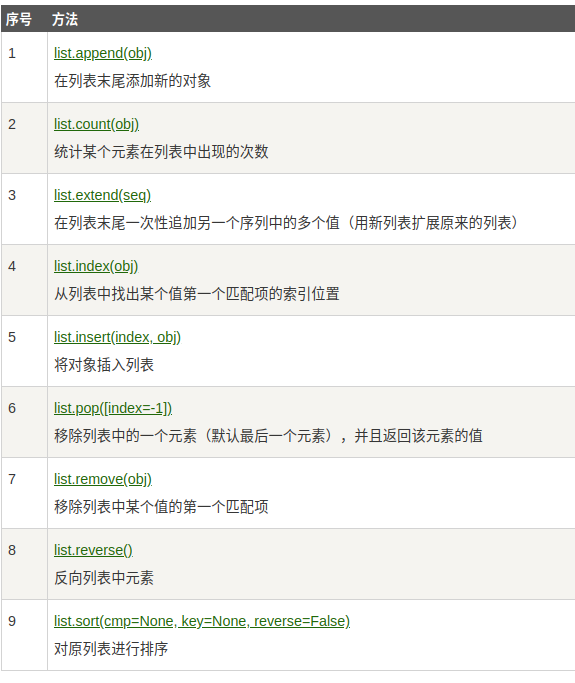 序号 方法
1 list.append(obj)
在列表末尾添加新的对象
2 list.count(obj)
统计某个元素在列表中出现的次数
3 list.extend(seq)
在列表末尾一次性追加另一个序列中的多个值（用新列表扩展原来的列表）
4 list.index(obj)
从列表中找出某个值第一个匹配项的索引位置
5 list.insert(index, obj)
将对象插入列表
6 list.pop([index=-1])
移除列表中的一个元素（默认最后一个元素），并且返回该元素的值
7 list.remove(obj)
移除列表中某个值的第一个匹配项
8 list.reverse()
反向列表中元素
9 list.sort(cmp=None, key=None, reverse=False)
对原列表进行排序